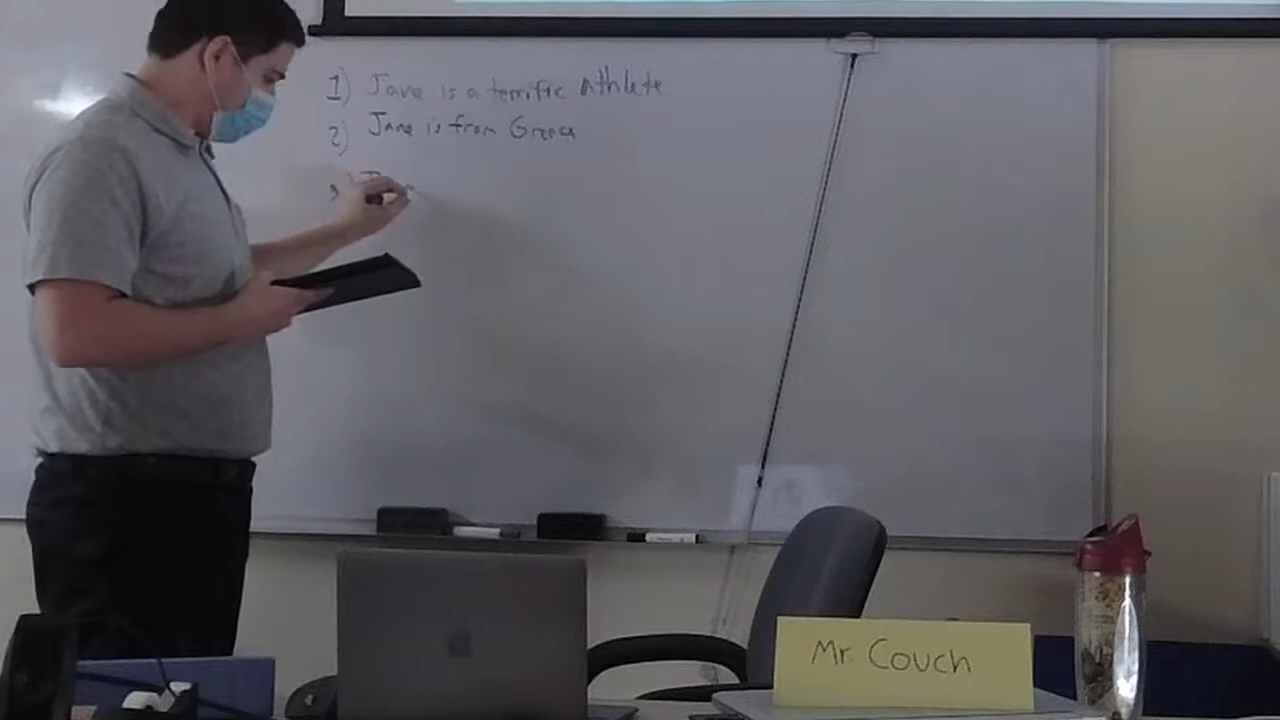 1) Jane is a terrific athlete
2) Jane is from Greece
Mr. Couch